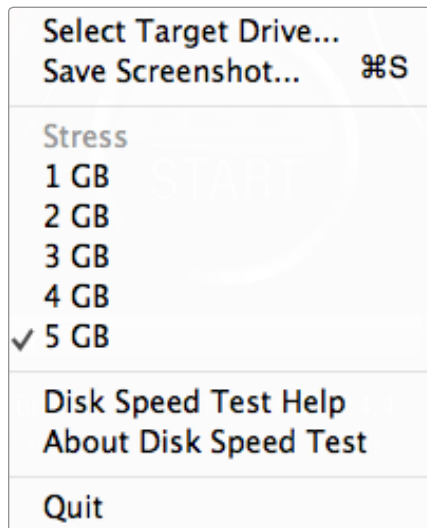 Select Target Drive...
Save Screenshot... ⌘S
Stress
START
1 GB
2 GB
3 GB
4 GB
✓ 5 GB
Disk Speed Test Help
About Disk Speed Test
Quit